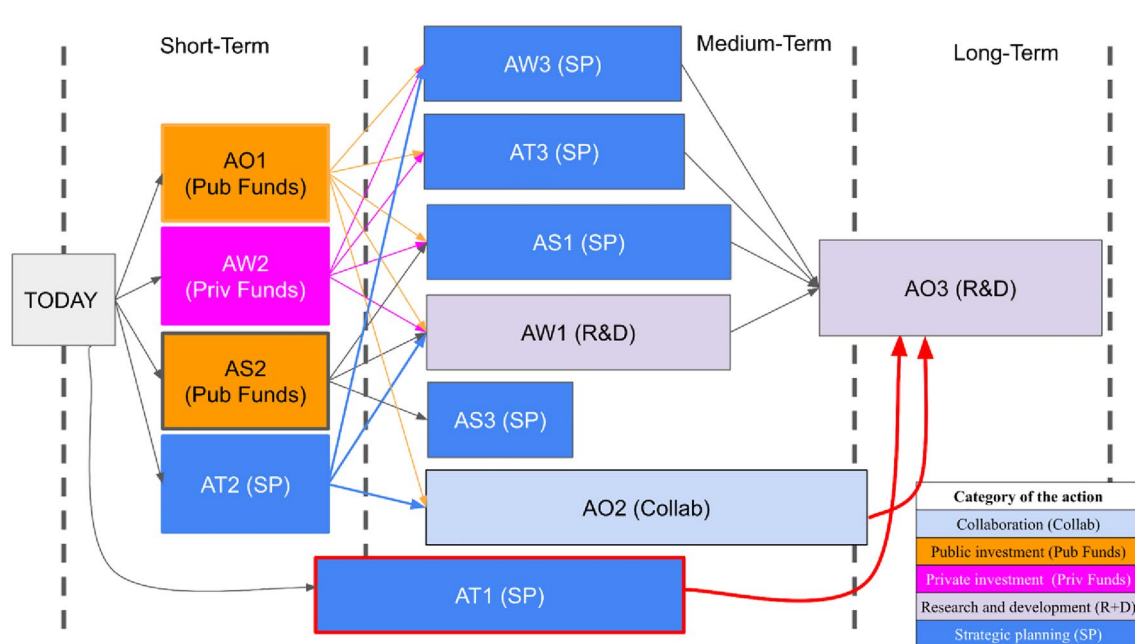 Short-Term
Medium-Term
Long-Term
TODAY
AO1
(Pub Funds)
AW2
(Priv Funds)
AS2
(Pub Funds)
AT2 (SP)
AW3 (SP)
AT3 (SP)
AS1 (SP)
AW1 (R&D)
AS3 (SP)
AO2 (Collab)
AT1 (SP)
AO3 (R&D)
Category of the action
Collaboration (Collab)
Public investment (Pub Funds)
Private investment (Priv Funds)
Research and development (R+D)
Strategic planning (SP)